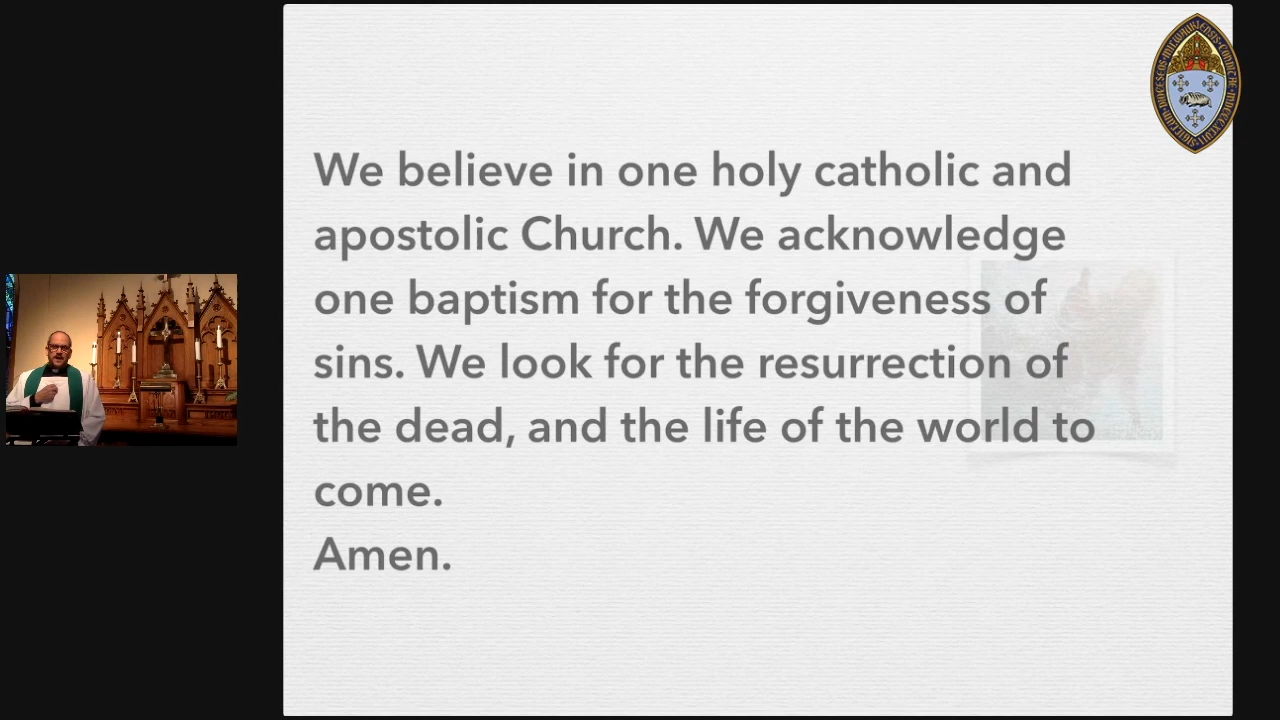 We believe in one holy catholic and
apostolic Church. We acknowledge
one baptism for the forgiveness of
sins. We look for the resurrection of
the dead, and the life of the world to
come.
Amen.